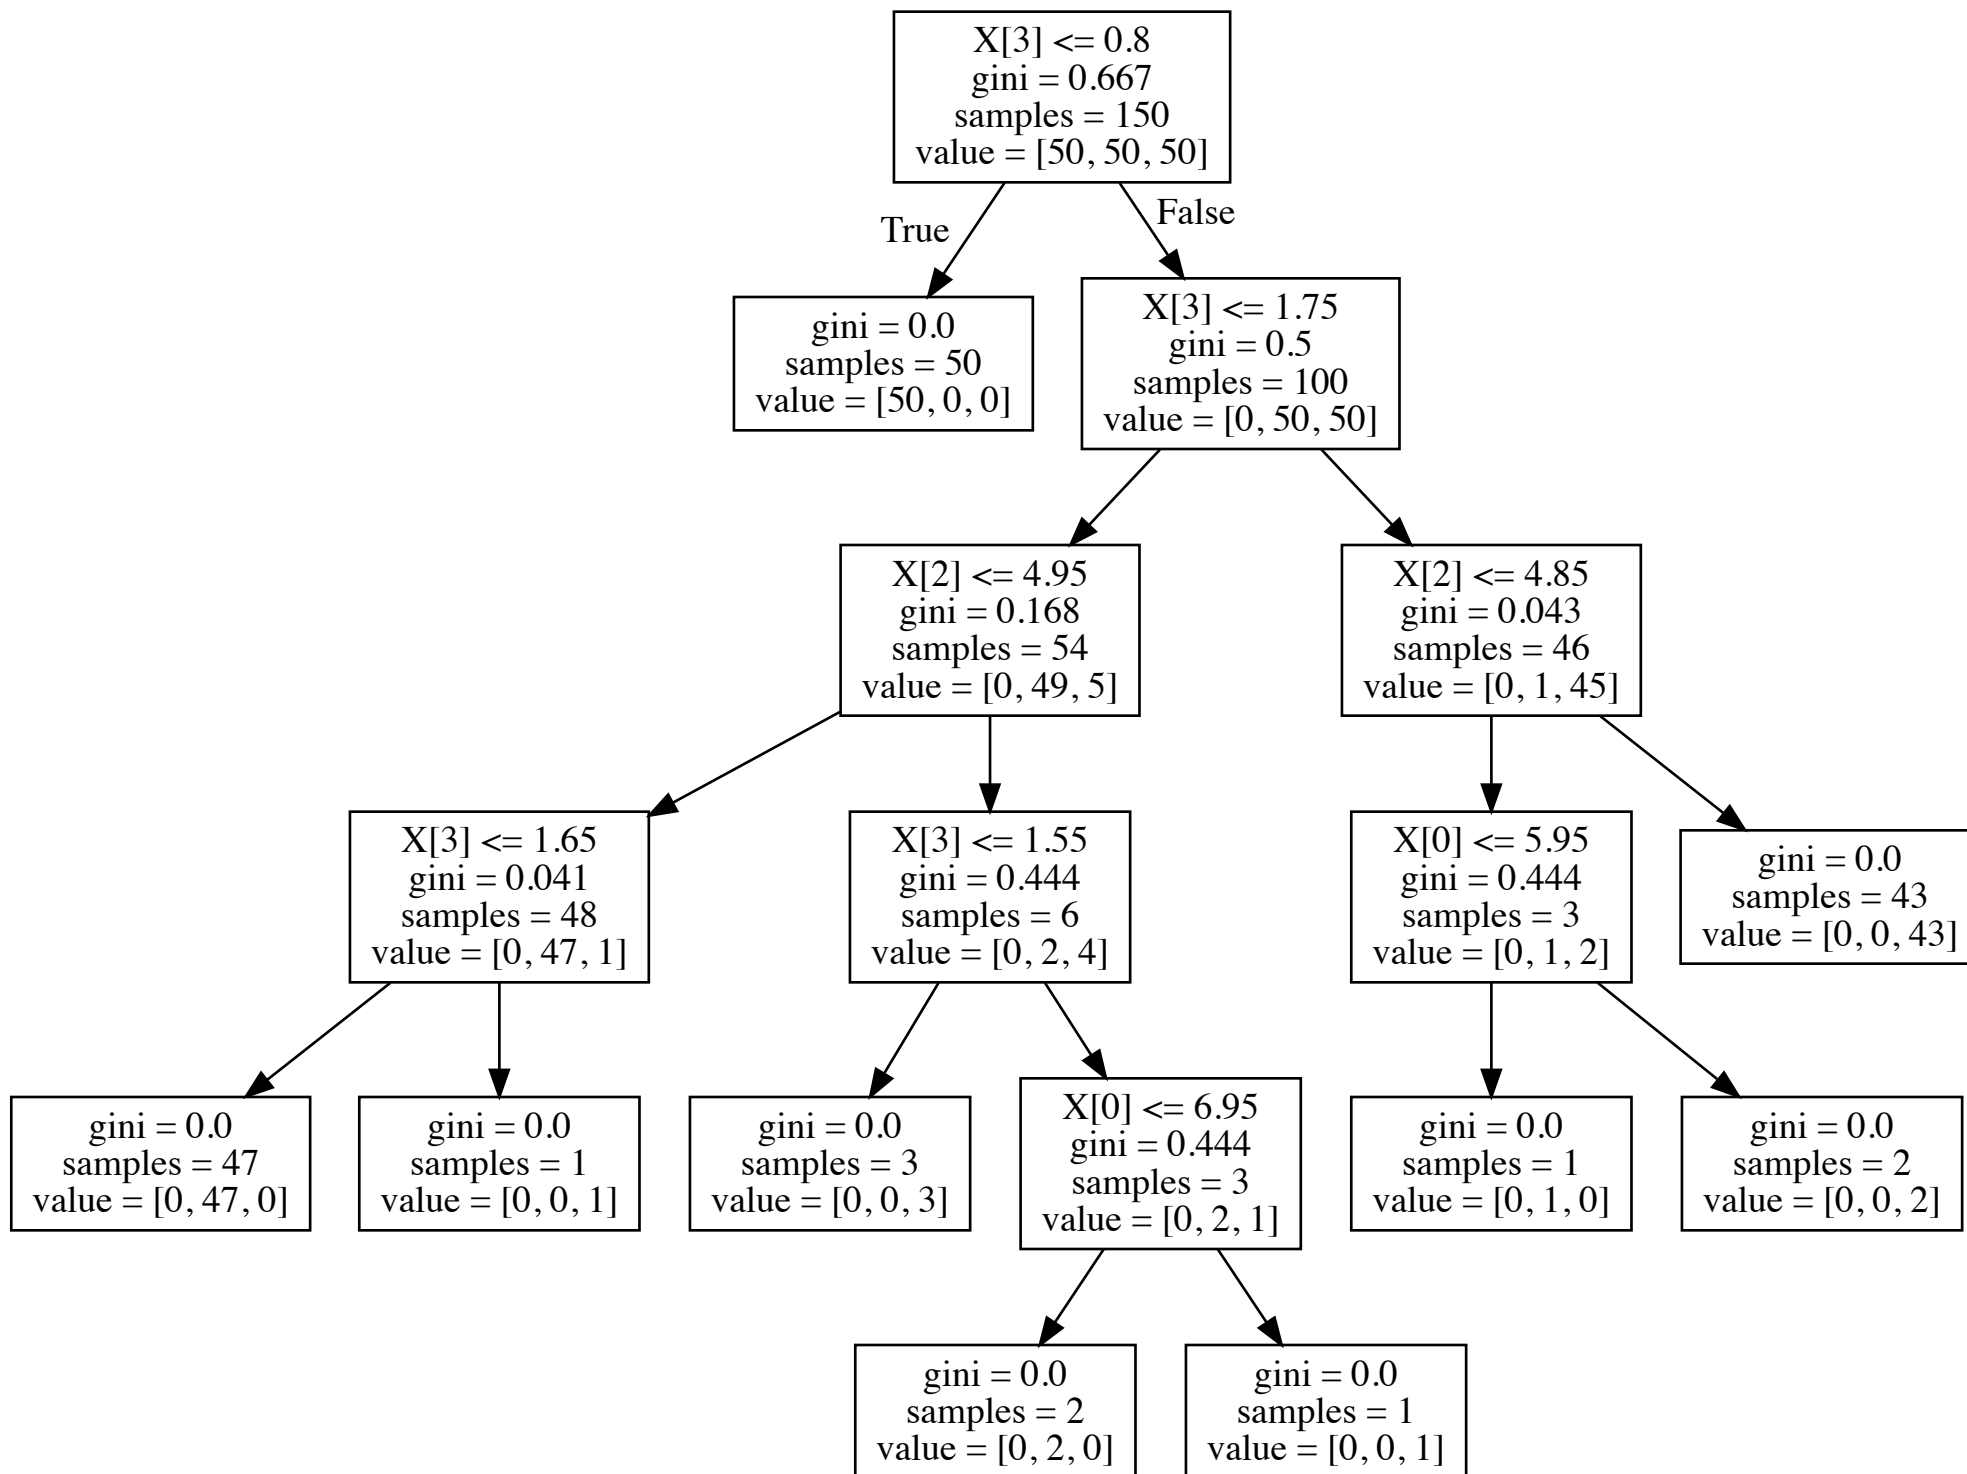 X[3] <= 0.8
gini = 0.667
samples = 150
value = [50, 50, 50]
True
False
gini = 0.0
samples = 50
value = [50, 0, 0]
X[3] <= 1.75
gini = 0.5
samples = 100
value = [0, 50, 50]
X[2] <= 4.95
gini = 0.168
samples = 54
value = [0, 49, 5]
X[2] <= 4.85
gini = 0.043
samples = 46
value = [0, 1, 45]
X[3] <= 1.65
gini = 0.041
samples = 48
value = [0, 47, 1]
X[3] <= 1.55
gini = 0.444
samples = 6
value = [0, 2, 4]
X[0] <= 5.95
gini = 0.444
samples = 3
value = [0, 1, 2]
gini = 0.0
samples = 43
value = [0, 0, 43]
gini = 0.0
samples = 47
value = [0, 47, 0]
gini = 0.0
samples = 1
value = [0, 0, 1]
gini = 0.0
samples = 3
value = [0, 0, 3]
X[0] <= 6.95
gini = 0.444
samples = 3
value = [0, 2, 1]
gini = 0.0
samples = 1
value = [0, 1, 0]
gini = 0.0
samples = 2
value = [0, 0, 2]
gini = 0.0
samples = 2
value = [0, 2, 0]
gini = 0.0
samples = 1
value = [0, 0, 1]